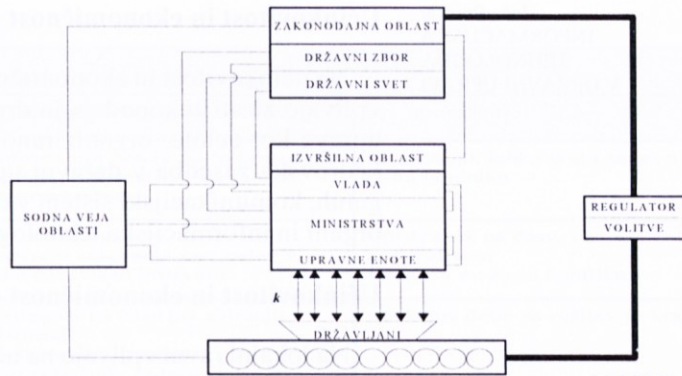 ZAKONODAJNA OBLAST
DRŽAVNI ZBOR
DRŽAVNI SVET
IZVRŠILNA OBLAST
VLADA
MINISTRSTVA
UPRAVNE ENOTE
SODNA VEJA
OBLASTI
REGULATOR
VOLITVE
k
DRŽAVLJANI